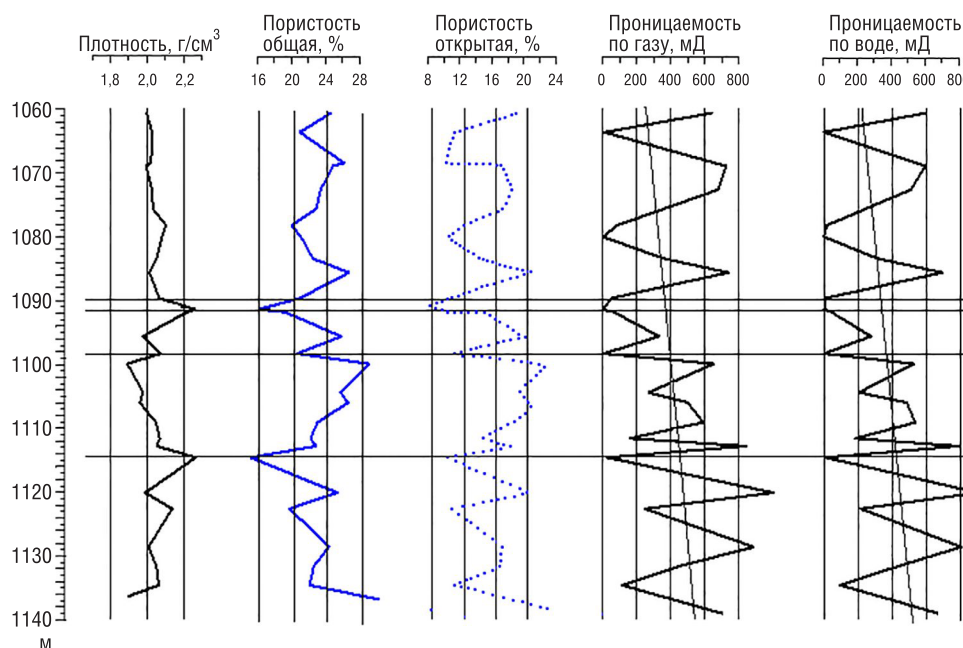 Плотность, г/см³
1,8 2,0 2,2
Пористость
общая, %
16 20 24 28
Пористость
открытая, %
8 12 16 20 24
Проницаемость
по газу, мД
0 200 400 600 800
Проницаемость
по воде, мД
0 200 400 600 80
1060
1070
1080
1090
1100
1110
1120
1130
1140
м